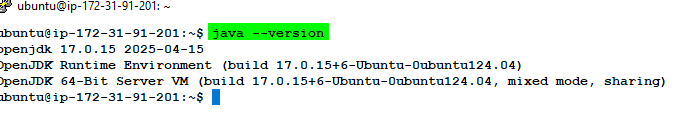 ubuntu@ip-172-31-91-201: ~
ubuntu@ip-172-31-91-201:~$ java --version
openjdk 17.0.15 2025-04-15
OpenJDK Runtime Environment (build 17.0.15+6-Ubuntu-0ubuntu124.04)
OpenJDK 64-Bit Server VM (build 17.0.15+6-Ubuntu-0ubuntu124.04, mixed mode, sharing)
ubuntu@ip-172-31-91-201:~$